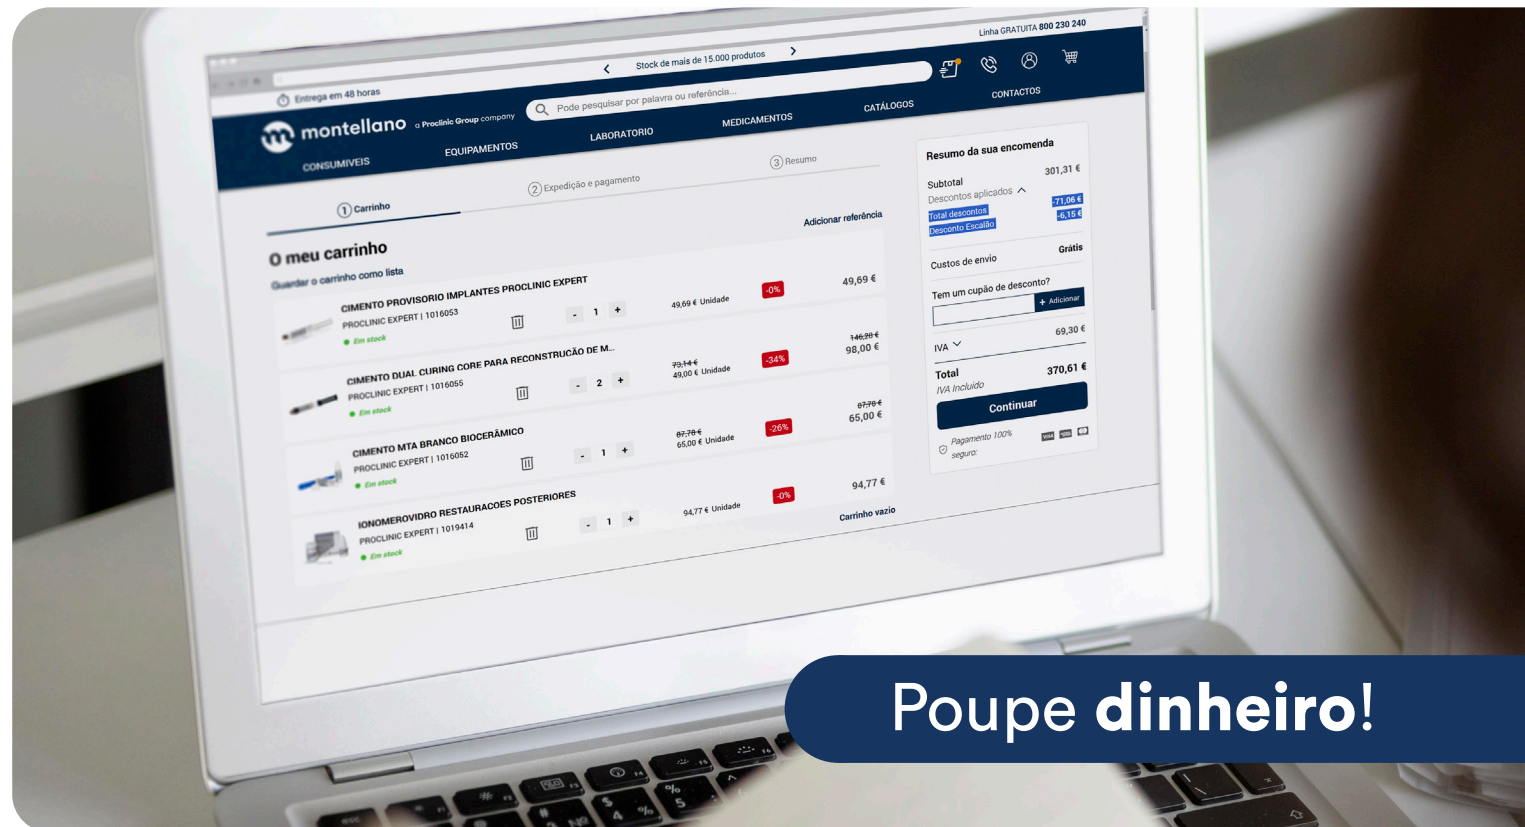 Linha GRATUITA 800 230 240
Stock de mais de 15.000 produtos
Entrega em 48 horas
Pode pesquisar por palavra ou referência...
montellano a Proclinic Group company
CONSUMIVEIS EQUIPAMENTOS LABORATORIO MEDICAMENTOS CATÁLOGOS CONTACTOS
1 Carrinho
2 Expedição e pagamento
3 Resumo
O meu carrinho
Adicionar referência
Guardar o carrinho como lista
CIMENTO PROVISORIO IMPLANTES PROCLINIC EXPERT
PROCLINIC EXPERT | 1016053
Em stock
- 1 +
49,69 € Unidade
-0%
49,69 €
CIMENTO DUAL CURING CORE PARA RECONSTRUCÃO DE M...
PROCLINIC EXPERT | 1016055
Em stock
- 2 +
73,14 €
49,00 € Unidade
-34%
146,28 €
98,00 €
CIMENTO MTA BRANCO BIOCERÂMICO
PROCLINIC EXPERT | 1016052
Em stock
- 1 +
87,78 €
65,00 € Unidade
-26%
87,78 €
65,00 €
IONOMEROVIDRO RESTAURACOES POSTERIORES
PROCLINIC EXPERT | 1019414
Em stock
- 1 +
94,77 € Unidade
-0%
94,77 €
Carrinho vazio
Resumo da sua encomenda
Subtotal 301,31 €
Descontos aplicados
Total descontos -71,06 €
Desconto Escalão -6,15 €
Custos de envio Grátis
Tem um cupão de desconto?
+ Adicionar
IVA 69,30 €
Total 370,61 €
IVA Incluido
Continuar
Pagamento 100%
seguro:
VISA
Poupe dinheiro!
esc
# 3 Nº
$ 4 %
% 5